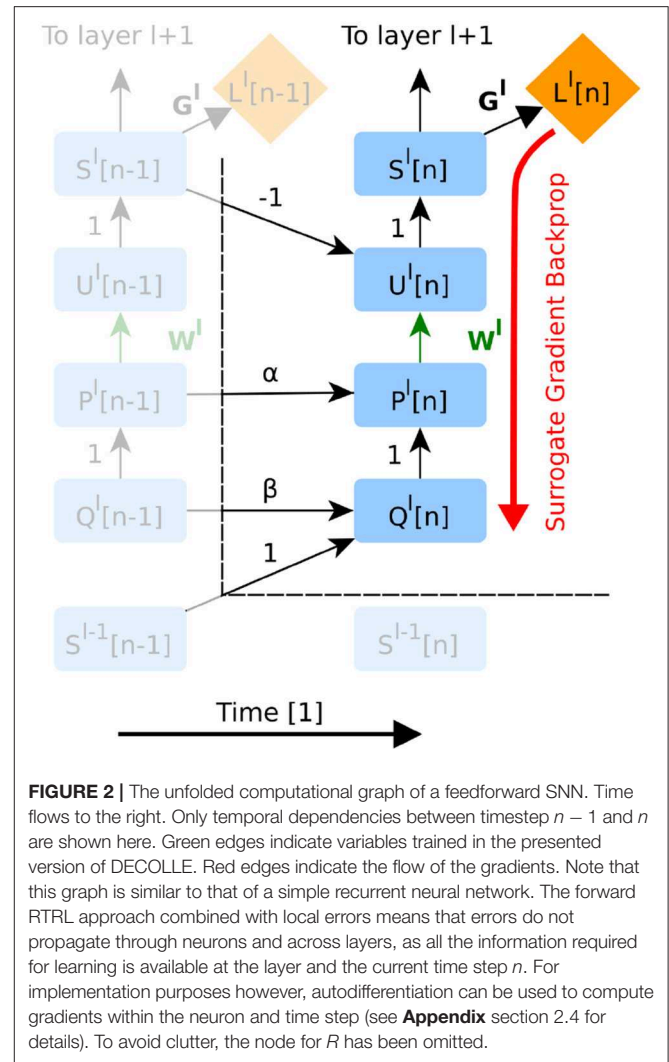 To layer l+1 To layer l+1
G^l L^l[n-1] G^l L^l[n]
S^l[n-1] S^l[n]
-1
1 1
U^l[n-1] U^l[n]
W^l W^l
α
P^l[n-1] P^l[n]
1 1
β
Q^l[n-1] Q^l[n]
1
S^l-1[n-1] S^l-1[n]
Surrogate Gradient Backprop
Time [1]
FIGURE 2 | The unfolded computational graph of a feedforward SNN. Time
flows to the right. Only temporal dependencies between timestep n − 1 and n
are shown here. Green edges indicate variables trained in the presented
version of DECOLLE. Red edges indicate the flow of the gradients. Note that
this graph is similar to that of a simple recurrent neural network. The forward
RTRL approach combined with local errors means that errors do not
propagate through neurons and across layers, as all the information required
for learning is available at the layer and the current time step n. For
implementation purposes however, autodifferentiation can be used to compute
gradients within the neuron and time step (see Appendix section 2.4 for
details). To avoid clutter, the node for R has been omitted.